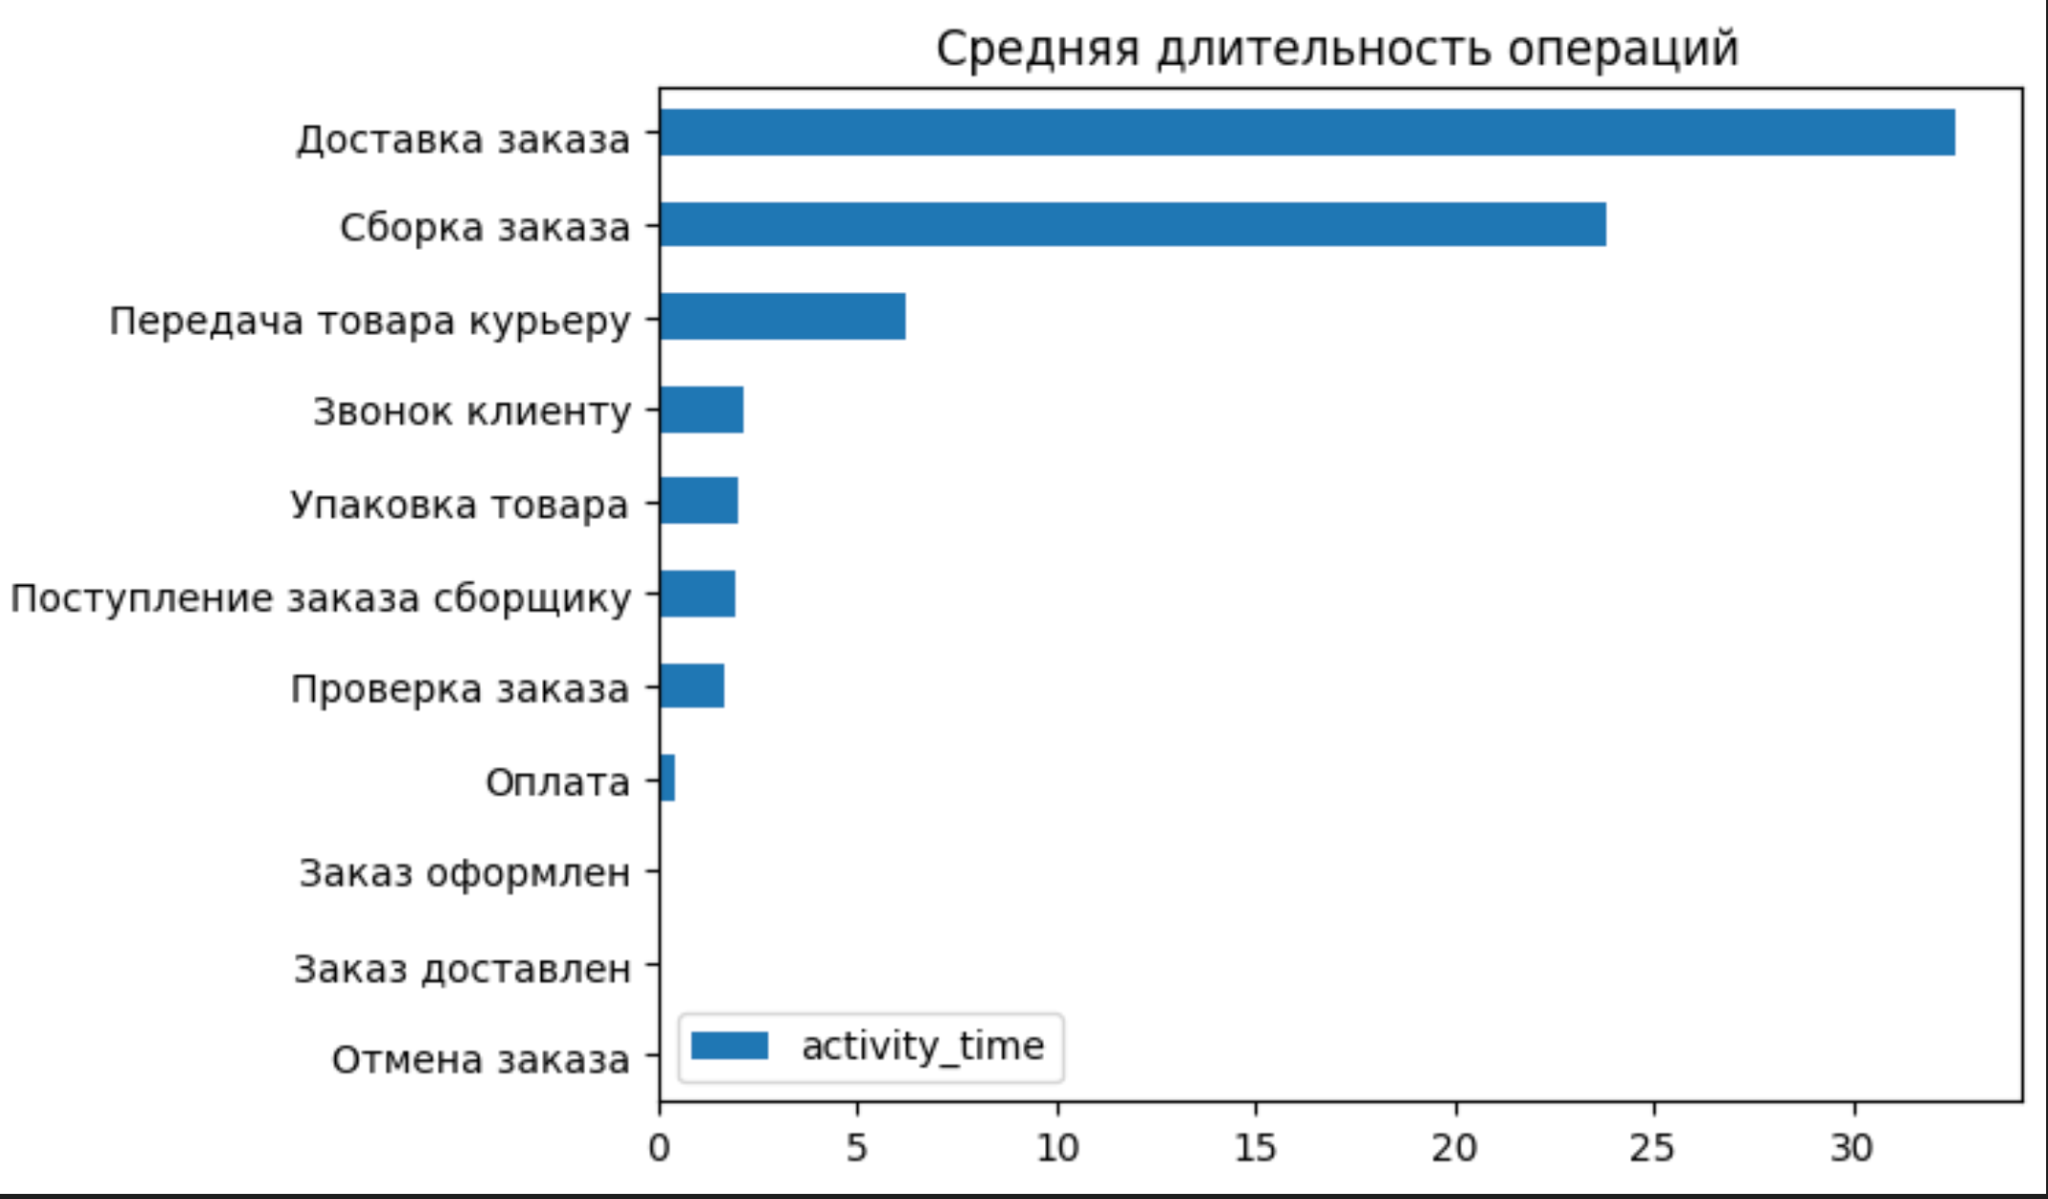 Средняя длительность операций
Доставка заказа
Сборка заказа
Передача товара курьеру
Звонок клиенту
Упаковка товара
Поступление заказа сборщику
Проверка заказа
Оплата
Заказ оформлен
Заказ доставлен
Отмена заказа
activity_time
0 5 10 15 20 25 30